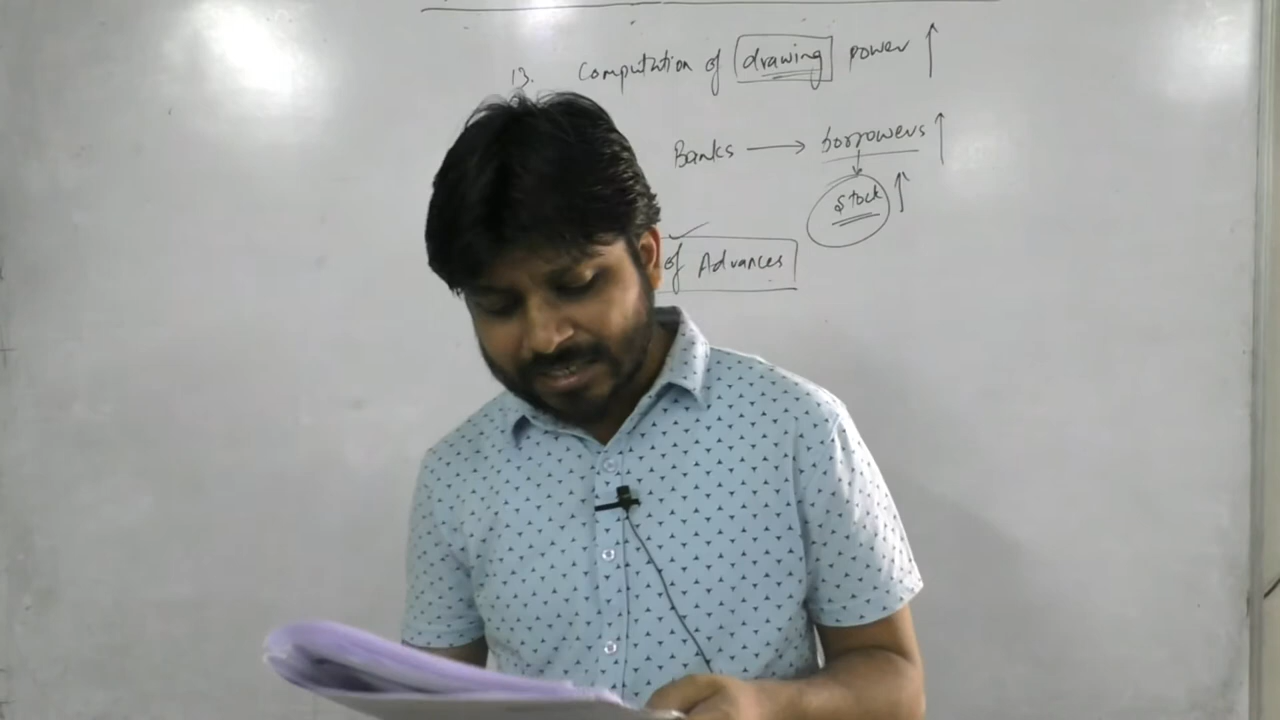 13. Computation of drawing power ↑
Banks → borrowers ↑
↓
Stock ↑
of Advances